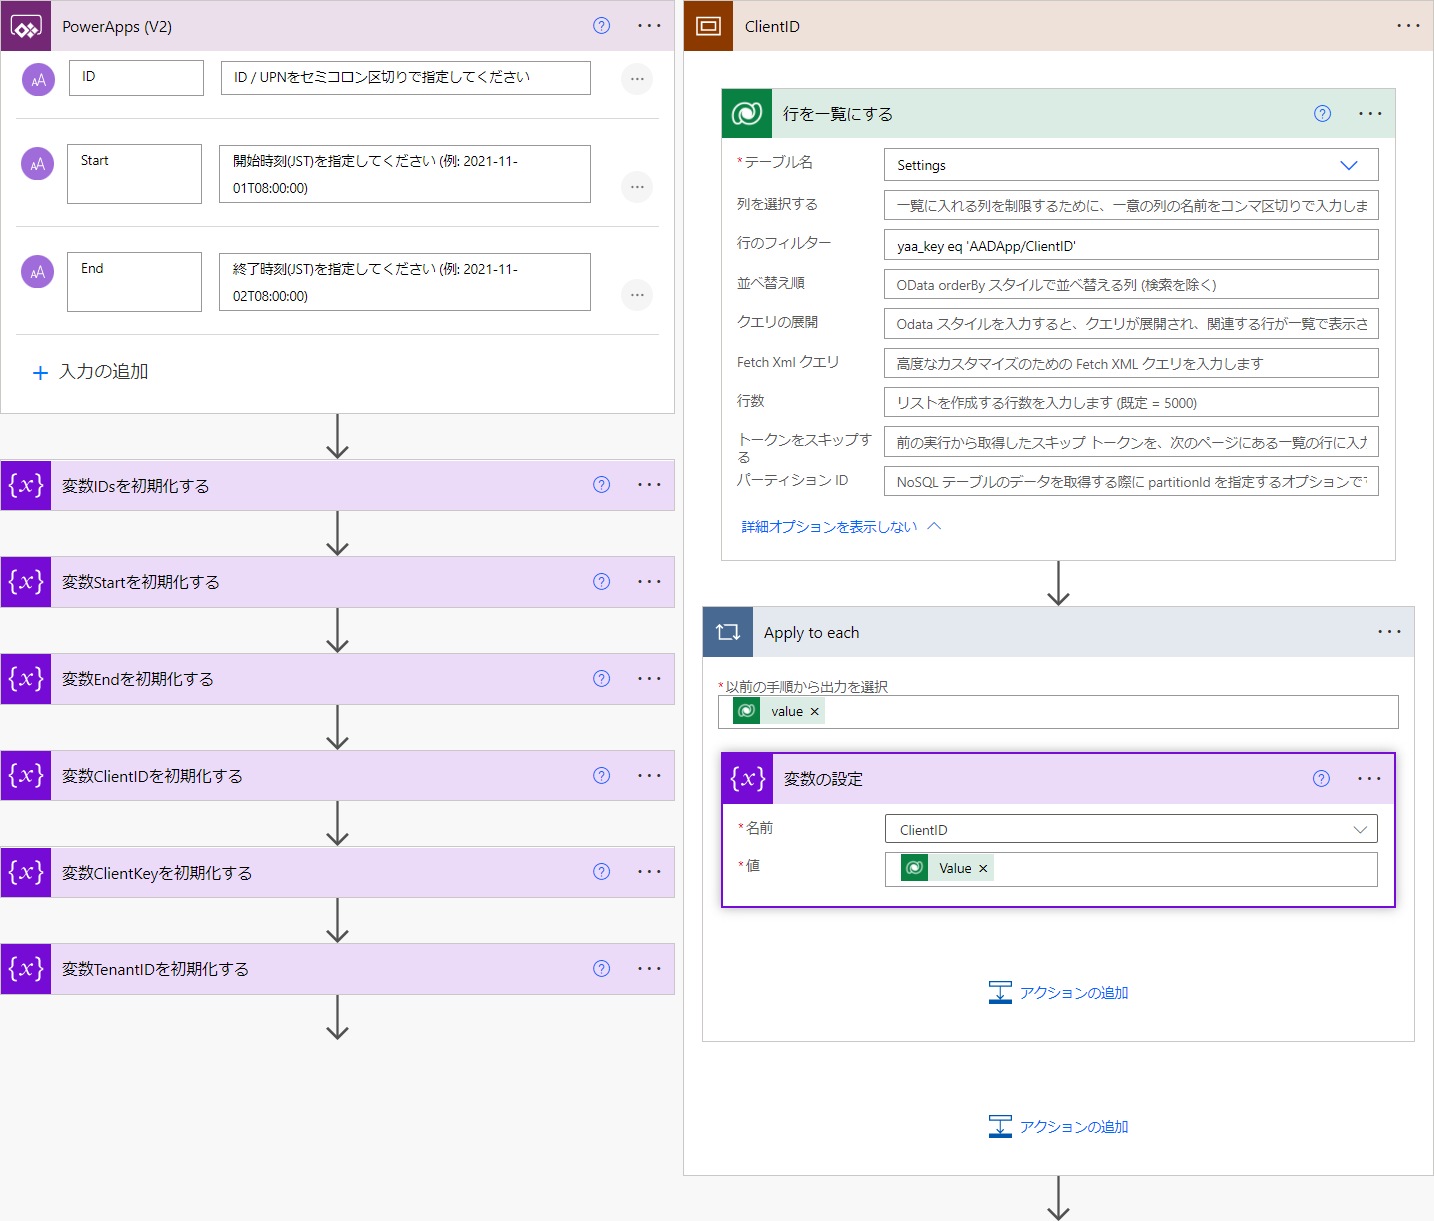 PowerApps (V2)
ID
ID / UPNをセミコロン区切りで指定してください
Start
開始時刻(JST)を指定してください (例: 2021-11-
01T08:00:00)
End
終了時刻(JST)を指定してください (例: 2021-11-
02T08:00:00)
入力の追加
変数IDsを初期化する
変数Startを初期化する
変数Endを初期化する
変数ClientIDを初期化する
変数ClientKeyを初期化する
変数TenantIDを初期化する
ClientID
行を一覧にする
*テーブル名
Settings
列を選択する
一覧に入れる列を制限するために、一意の列の名前をコンマ区切りで入力しま
行のフィルター
yaa_key eq 'AADApp/ClientID'
並べ替え順
OData orderBy スタイルで並べ替える列 (検索を除く)
クエリの展開
Odata スタイルを入力すると、クエリが展開され、関連する行が一覧で表示さ
Fetch Xml クエリ
高度なカスタマイズのための Fetch XML クエリを入力します
行数
リストを作成する行数を入力します (既定 = 5000)
トークンをスキップす
る
前の実行から取得したスキップ トークンを、次のページにある一覧の行に入力
パーティション ID
NoSQL テーブルのデータを取得する際に partitionId を指定するオプションです
詳細オプションを表示しない
Apply to each
*以前の手順から出力を選択
value
変数の設定
*名前
ClientID
*値
Value
アクションの追加
アクションの追加